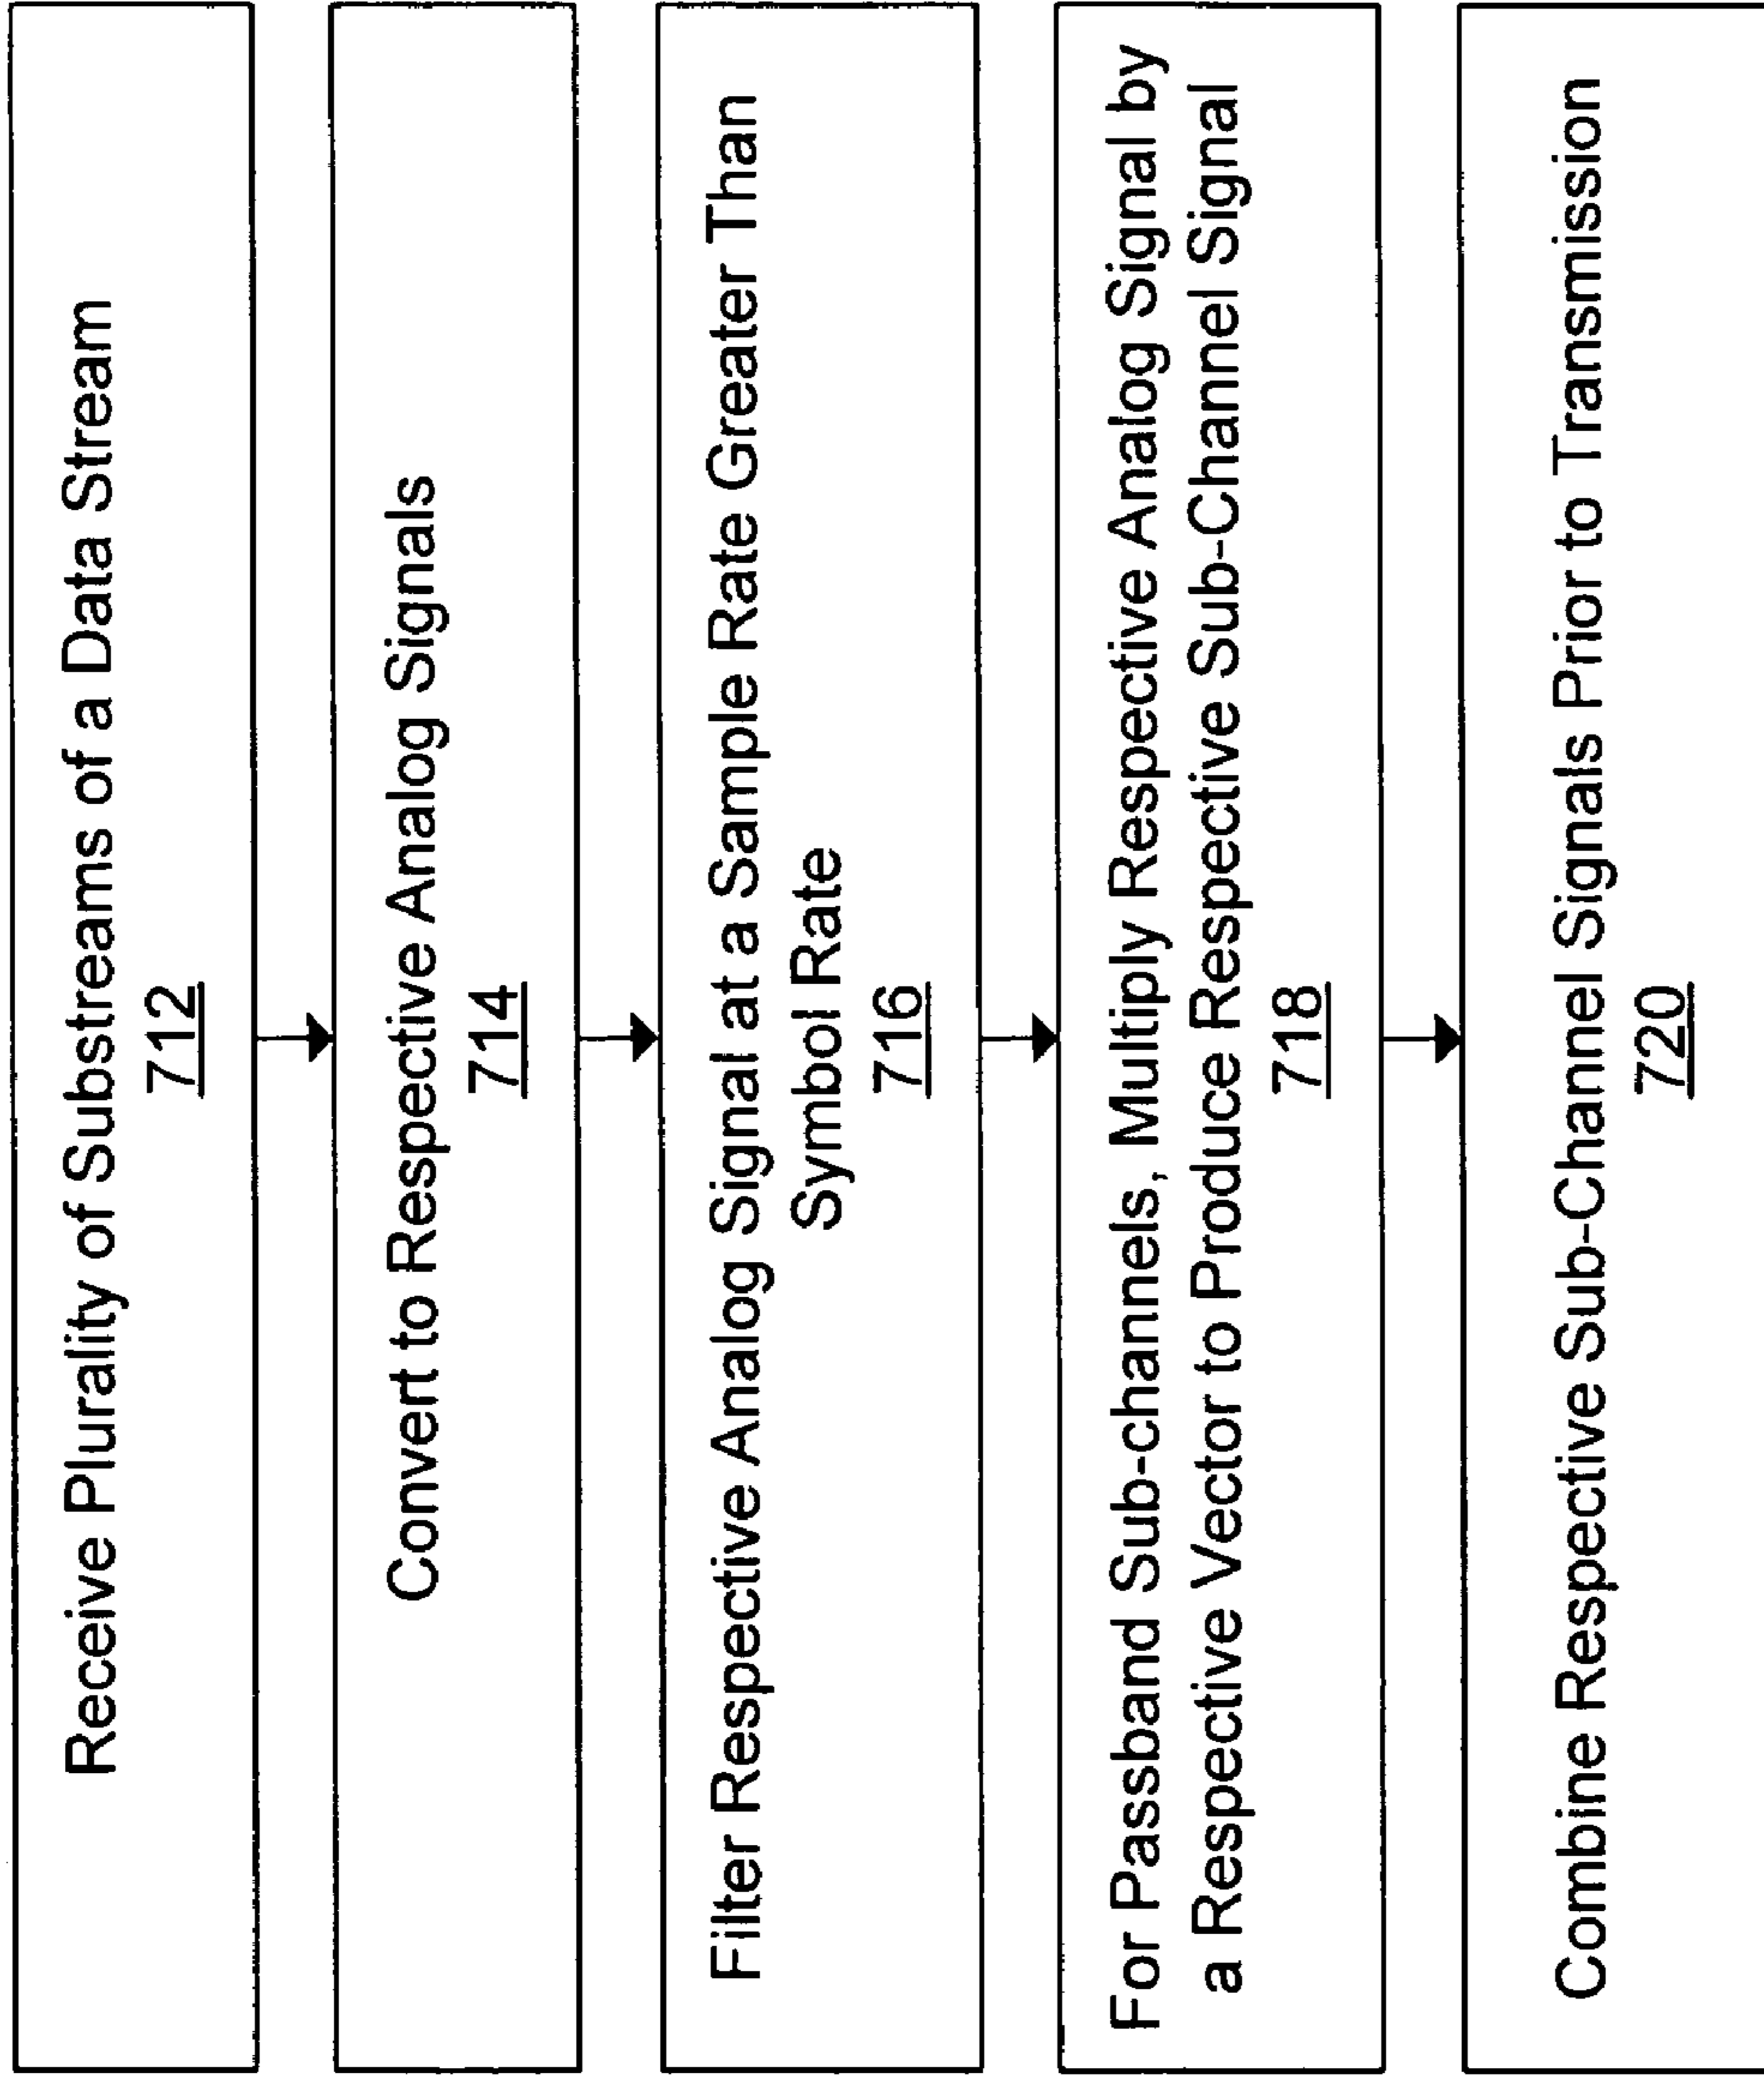 Receive Plurality of Substreams of a Data Stream
712
Convert to Respective Analog Signals
714
Filter Respective Analog Signal at a Sample Rate Greater Than
Symbol Rate
716
For Passband Sub-channels, Multiply Respective Analog Signal by
a Respective Vector to Produce Respective Sub-Channel Signal
718
Combine Respective Sub-Channel Signals Prior to Transmission
720